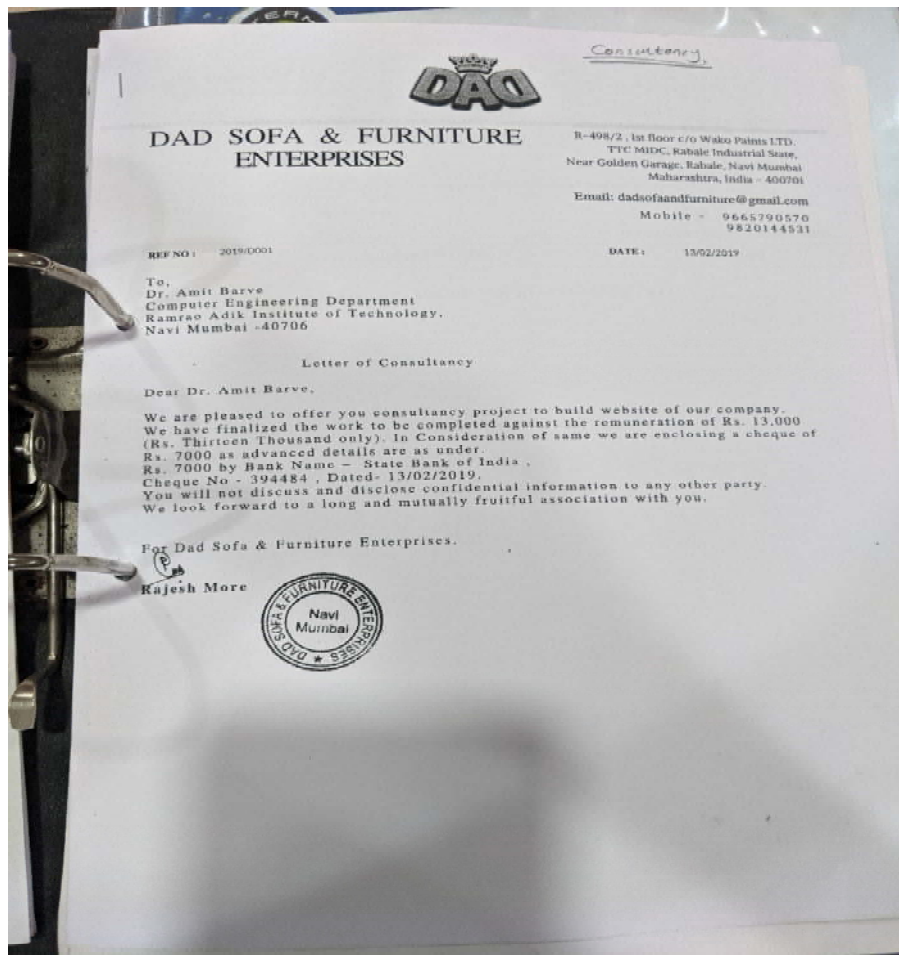 Consultancy,
DAD
DAD SOFA & FURNITURE
ENTERPRISES
R-498/2 , 1st floor c/o Wako Paints LTD.
TTC MIDC, Rabale Industrial State,
Near Golden Garage, Rabale, Navi Mumbai
Maharashtra, India - 400701
Email: dadsofaandfurniture@gmail.com
Mobile - 9665790570
9820144531
REF NO : 2019/0001
DATE : 13/02/2019
To,
Dr. Amit Barve
Computer Engineering Department
Ramrao Adik Institute of Technology,
Navi Mumbai -40706
Letter of Consultancy
Dear Dr. Amit Barve,
We are pleased to offer you consultancy project to build website of our company.
We have finalized the work to be completed against the remuneration of Rs. 13,000
(Rs. Thirteen Thousand only). In Consideration of same we are enclosing a cheque of
Rs. 7000 as advanced details are as under.
Rs. 7000 by Bank Name – State Bank of India ,
Cheque No - 394484 , Dated- 13/02/2019,
You will not discuss and disclose confidential information to any other party.
We look forward to a long and mutually fruitful association with you.
For Dad Sofa & Furniture Enterprises.
Rajesh More
DAD SOFA & FURNITURE ENTERPRISES
Navi
Mumbai